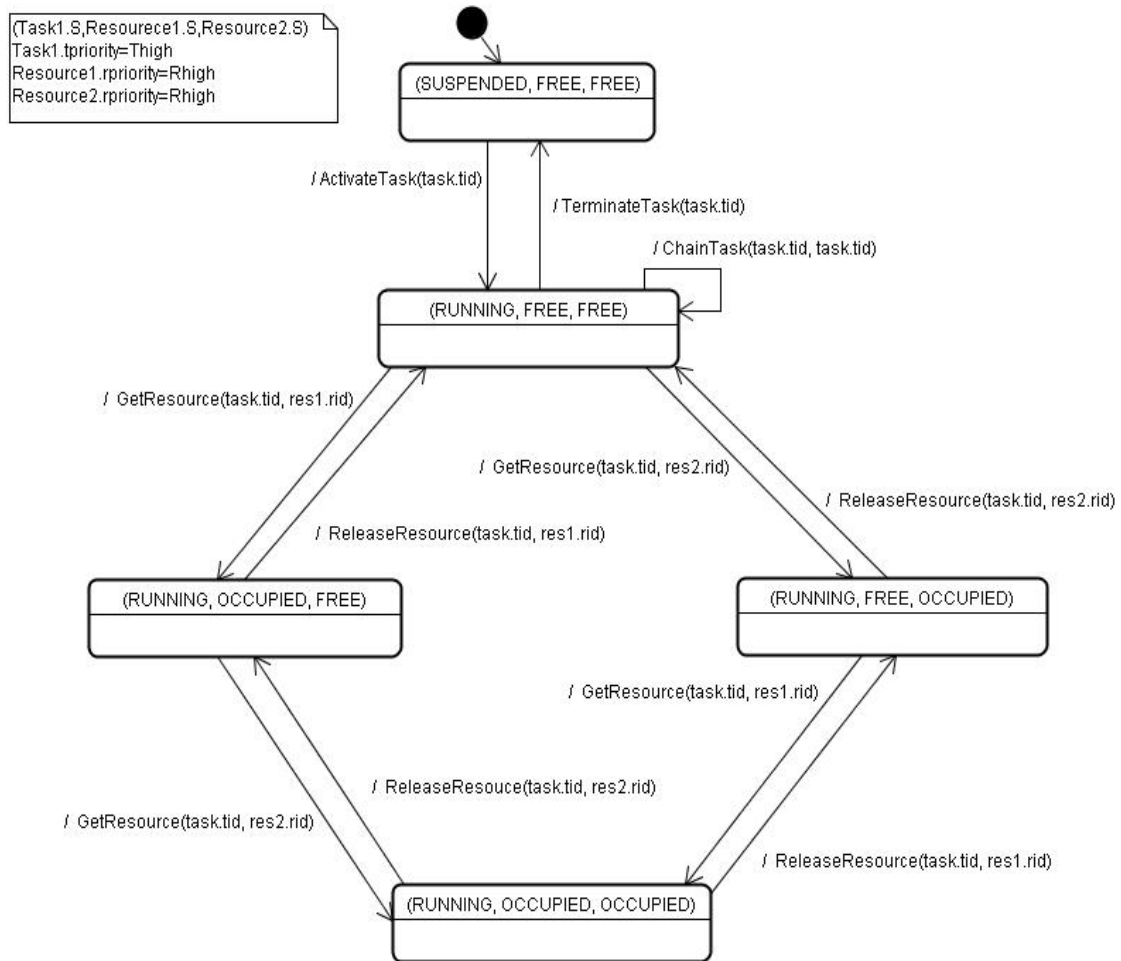 (Task1.S,Resourece1.S,Resource2.S)
Task1.tpriority=Thigh
Resource1.rpriority=Rhigh
Resource2.rpriority=Rhigh
(SUSPENDED, FREE, FREE)
/ ActivateTask(task.tid)
/ TerminateTask(task.tid)
/ ChainTask(task.tid, task.tid)
(RUNNING, FREE, FREE)
/ GetResource(task.tid, res1.rid)
/ GetResource(task.tid, res2.rid)
/ ReleaseResource(task.tid, res2.rid)
/ ReleaseResource(task.tid, res1.rid)
(RUNNING, OCCUPIED, FREE)
(RUNNING, FREE, OCCUPIED)
/ GetResource(task.tid, res1.rid)
/ ReleaseResouce(task.tid, res2.rid)
/ GetResource(task.tid, res2.rid)
/ ReleaseResource(task.tid, res1.rid)
(RUNNING, OCCUPIED, OCCUPIED)